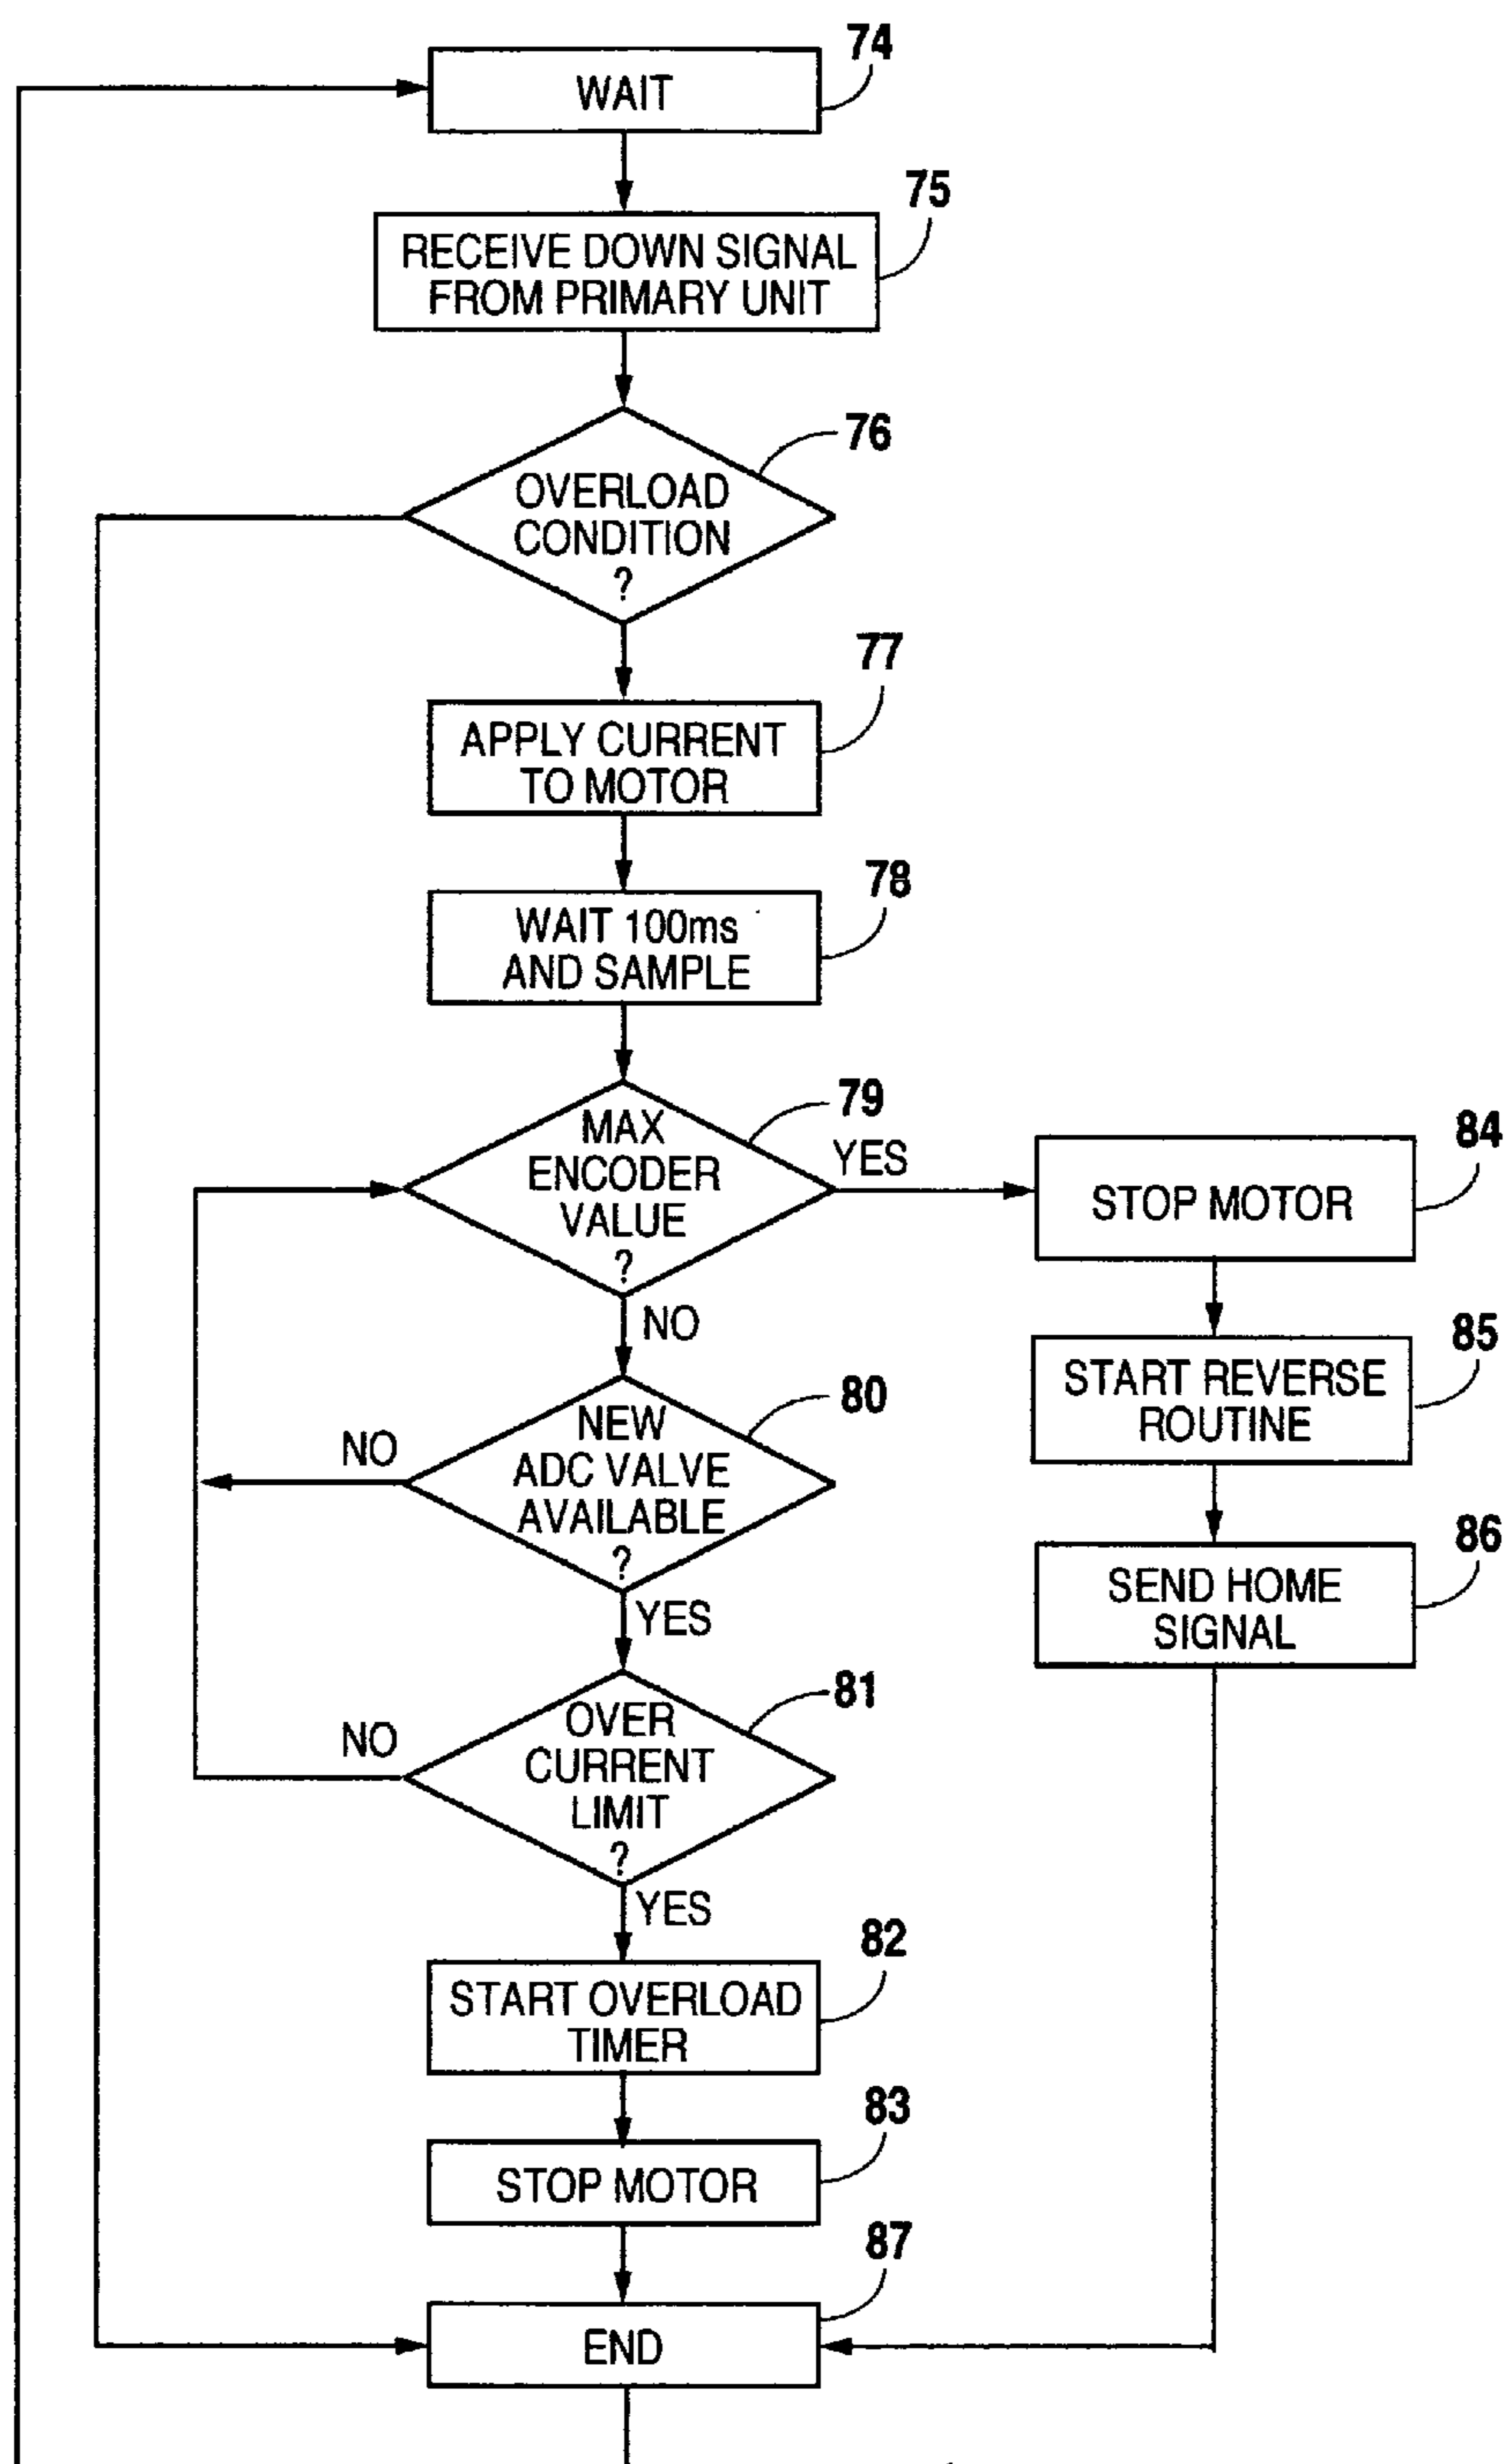 74
WAIT
75
RECEIVE DOWN SIGNAL
FROM PRIMARY UNIT
76
OVERLOAD
CONDITION
?
77
APPLY CURRENT
TO MOTOR
78
WAIT 100ms
AND SAMPLE
79
MAX
ENCODER
VALUE
?
YES
NO
84
STOP MOTOR
85
START REVERSE
ROUTINE
86
SEND HOME
SIGNAL
80
NEW
ADC VALVE
AVAILABLE
?
NO
YES
81
OVER
CURRENT
LIMIT
?
NO
YES
82
START OVERLOAD
TIMER
83
STOP MOTOR
87
END